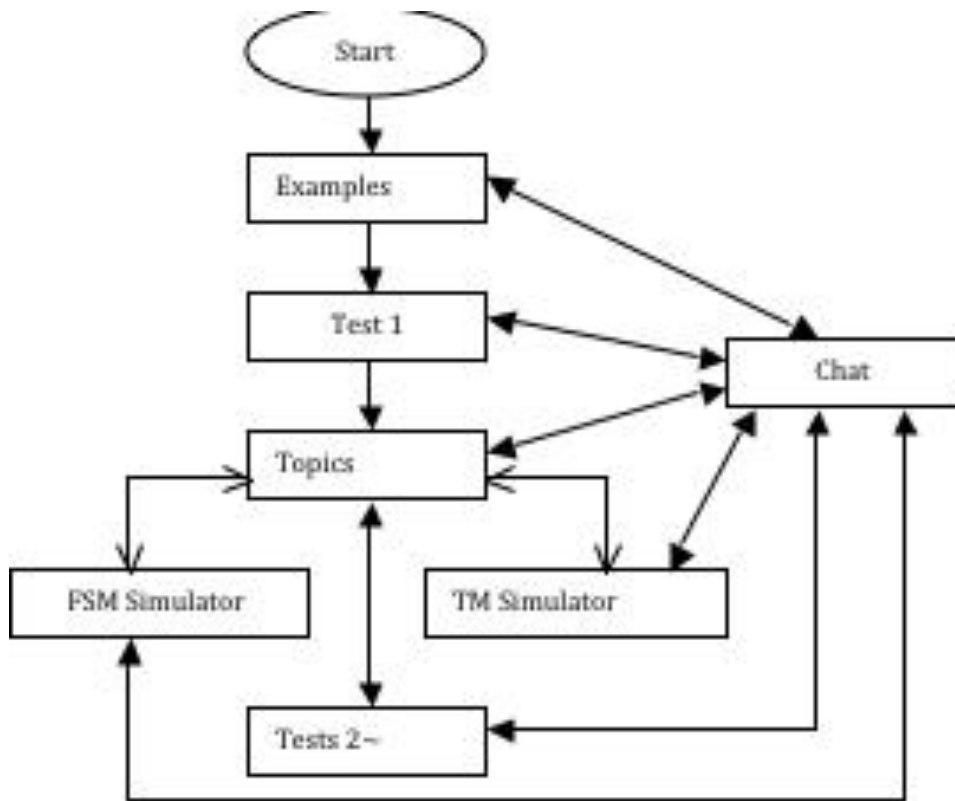 Start
Examples
Test 1
Chat
Topics
FSM Simulator
TM Simulator
Tests 2~